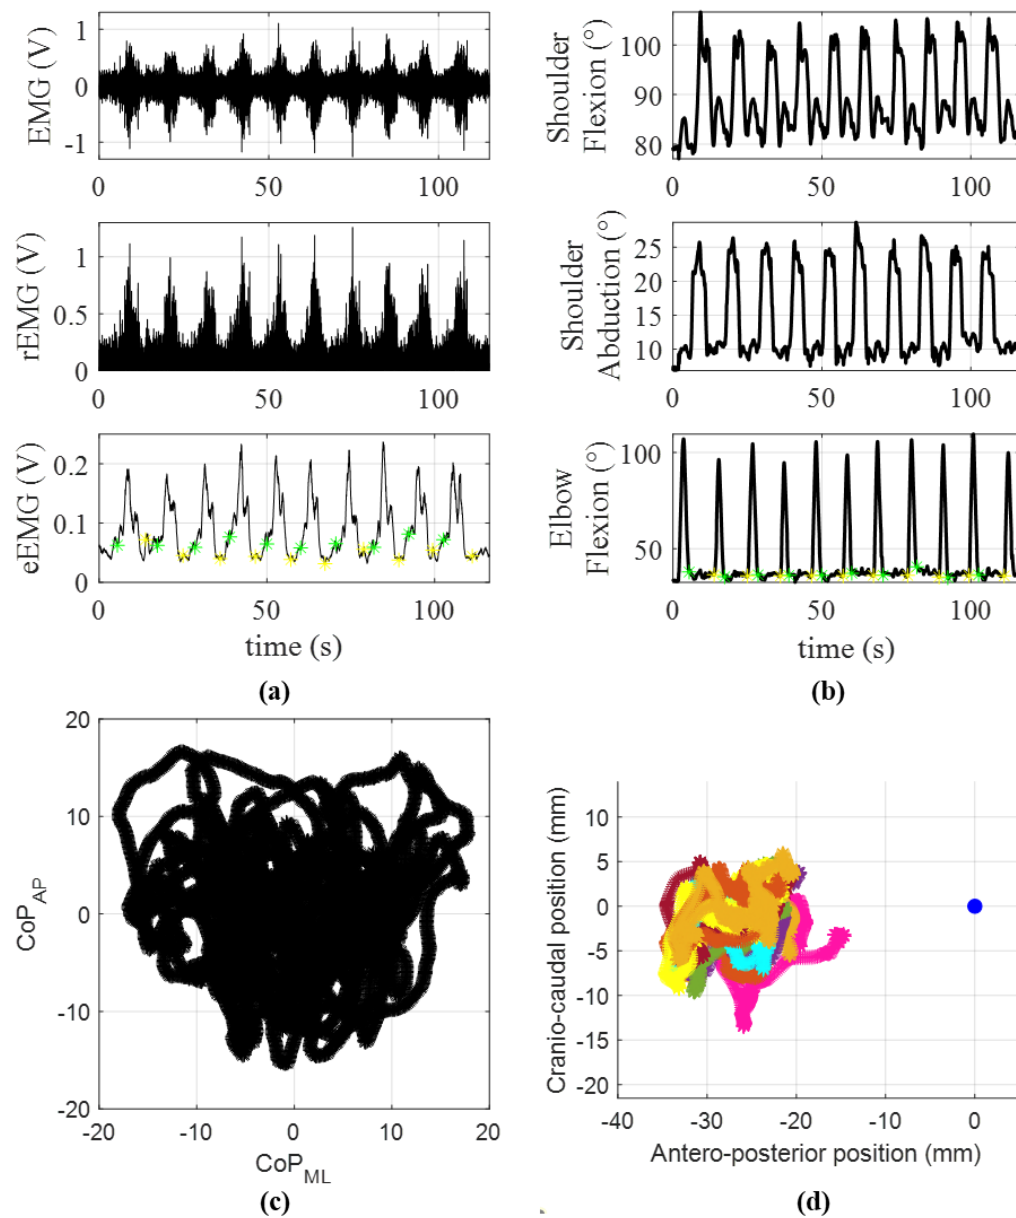 EMG (V)
1
0
-1
0 50 100
rEMG (V)
1
0.5
0
0 50 100
eEMG (V)
0.2
0.1
0
0 50 100
time (s)
(a)
Shoulder
Flexion (°)
100
90
80
0 50 100
Shoulder
Abduction (°)
25
20
15
10
0 50 100
Elbow
Flexion (°)
100
50
0 50 100
time (s)
(b)
CoP_AP
20
10
0
-10
-20
-20 -10 0 10 20
CoP_ML
(c)
Cranio-caudal position (mm)
10
5
0
-5
-10
-15
-20
-40 -30 -20 -10 0
Antero-posterior position (mm)
(d)